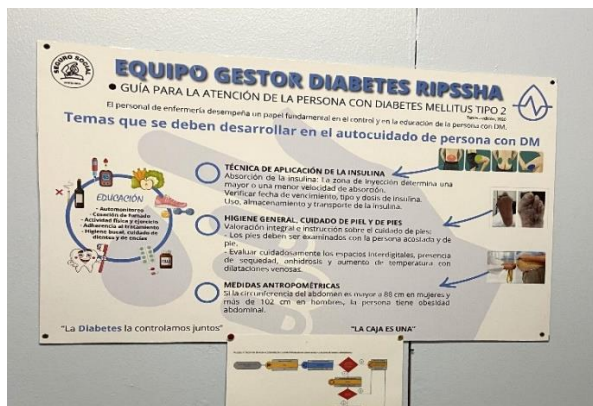 SEGURO SOCIAL
EQUIPO GESTOR DIABETES RIPSSHA
• GUÍA PARA LA ATENCIÓN DE LA PERSONA CON DIABETES MELLITUS TIPO 2
El personal de enfermería desempeña un papel fundamental en el control y en la educación de la persona con DM.
Temas que se deben desarrollar en el autocuidado de persona con DM
EDUCACIÓN
- Automonitoreo
- Cesación de fumado
- Actividad física y ejercicio
- Adherencia al tratamiento
- Higiene bucal, cuidado de
dientes y de encías
TÉCNICA DE APLICACIÓN DE LA INSULINA
Absorción de la insulina: La zona de inyección determina una
mayor o una menor velocidad de absorción.
Verificar fecha de vencimiento, tipo y dosis de insulina.
Uso, almacenamiento y transporte de la insulina.
HIGIENE GENERAL, CUIDADO DE PIEL Y DE PIES
Valoración integral e instrucción sobre el cuidado de pies:
- Los pies deben ser examinados con la persona acostada y de
pie.
- Evaluar cuidadosamente los espacios interdigitales, presencia
de sequedad, anhidrosis y aumento de temperatura con
dilataciones venosas.
MEDIDAS ANTROPOMÉTRICAS
Si la circunferencia del abdomen es mayor a 88 cm en mujeres y
más de 102 cm en hombres, la persona tiene obesidad
abdominal.
"La Diabetes la controlamos juntos"
"LA CAJA ES UNA"